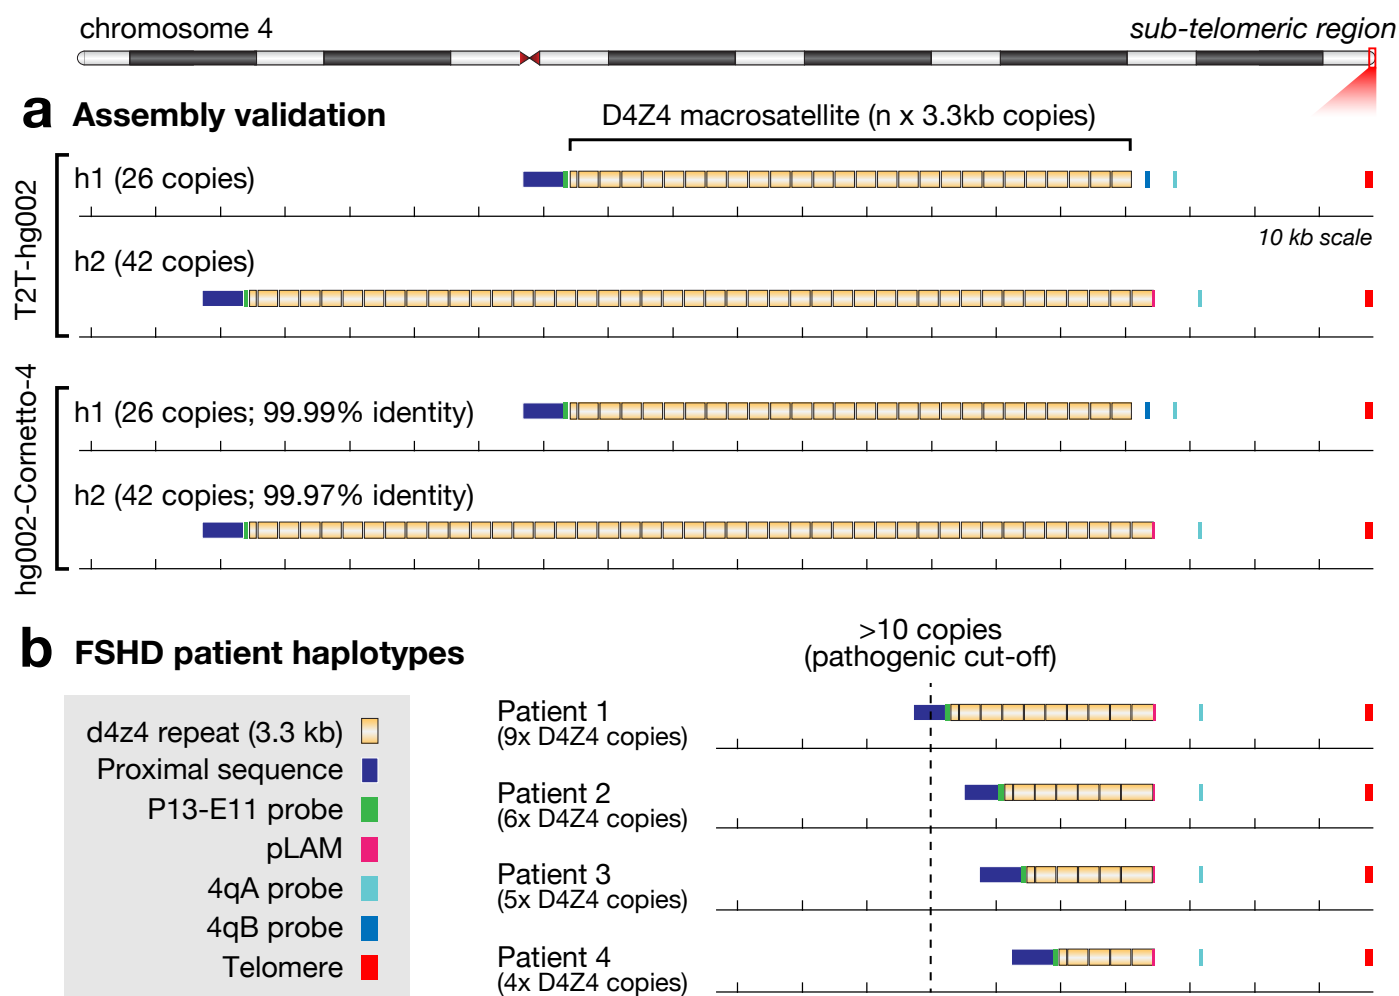 chromosome 4
sub-telomeric region
a Assembly validation
D4Z4 macrosatellite (n x 3.3kb copies)
T2T-hg002
h1 (26 copies)
10 kb scale
h2 (42 copies)
hg002-Cornetto-4
h1 (26 copies; 99.99% identity)
h2 (42 copies; 99.97% identity)
b FSHD patient haplotypes
>10 copies
(pathogenic cut-off)
d4z4 repeat (3.3 kb)
Proximal sequence
P13-E11 probe
pLAM
4qA probe
4qB probe
Telomere
Patient 1
(9x D4Z4 copies)
Patient 2
(6x D4Z4 copies)
Patient 3
(5x D4Z4 copies)
Patient 4
(4x D4Z4 copies)